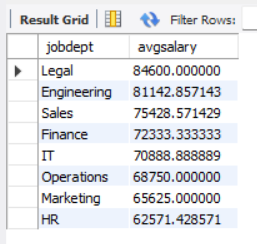 Result Grid Filter Rows:
jobdept avgsalary
Legal 84600.000000
Engineering 81142.857143
Sales 75428.571429
Finance 72333.333333
IT 70888.888889
Operations 68750.000000
Marketing 65625.000000
HR 62571.428571